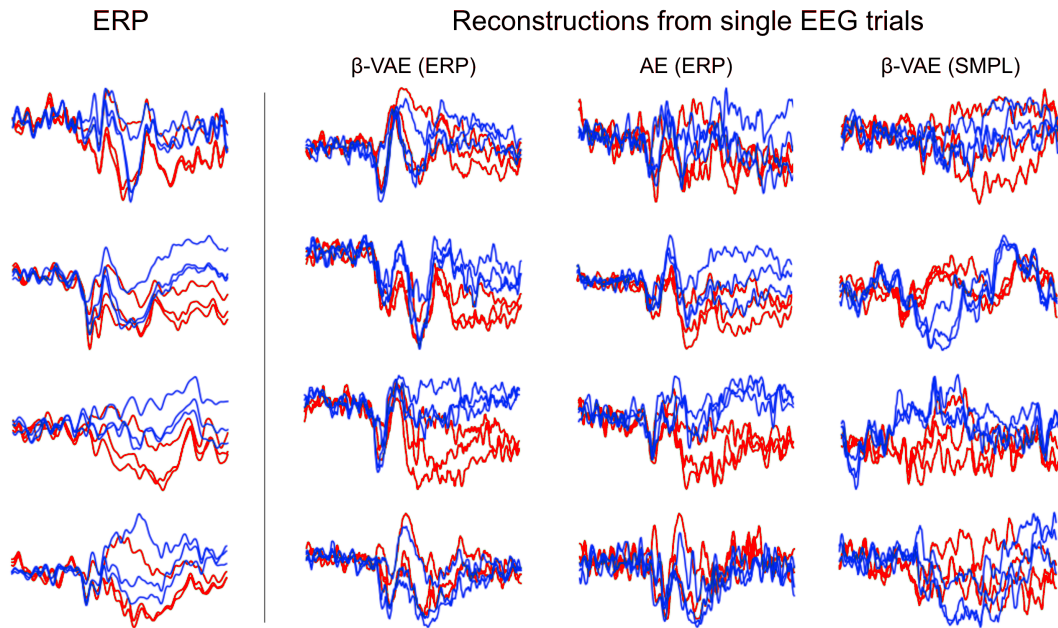 ERP
Reconstructions from single EEG trials
β-VAE (ERP)
AE (ERP)
β-VAE (SMPL)